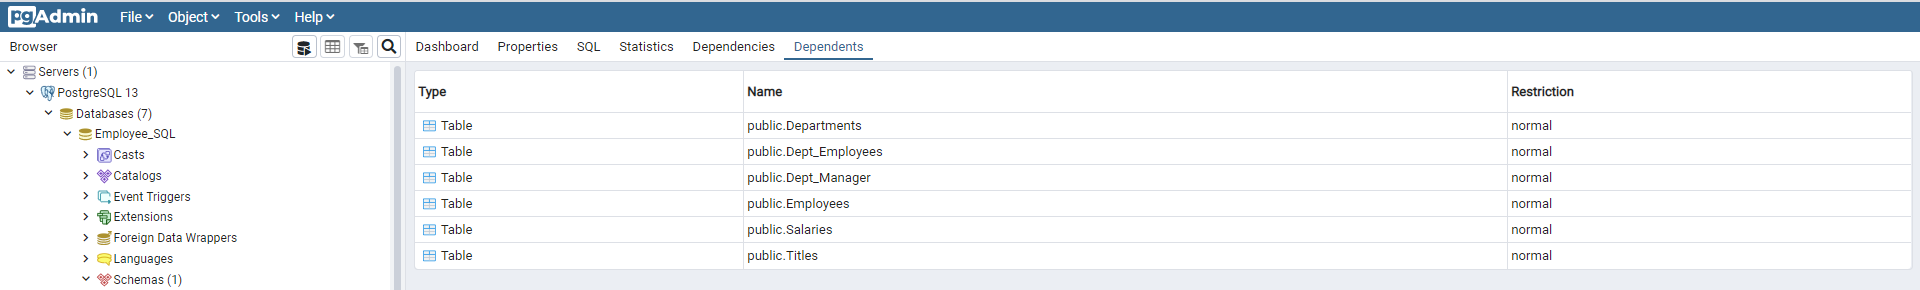 pgAdmin File Object Tools Help
Browser
Dashboard Properties SQL Statistics Dependencies Dependents
Servers (1)
PostgreSQL 13
Databases (7)
Employee_SQL
Casts
Catalogs
Event Triggers
Extensions
Foreign Data Wrappers
Languages
Schemas (1)
Type Name Restriction
Table public.Departments normal
Table public.Dept_Employees normal
Table public.Dept_Manager normal
Table public.Employees normal
Table public.Salaries normal
Table public.Titles normal